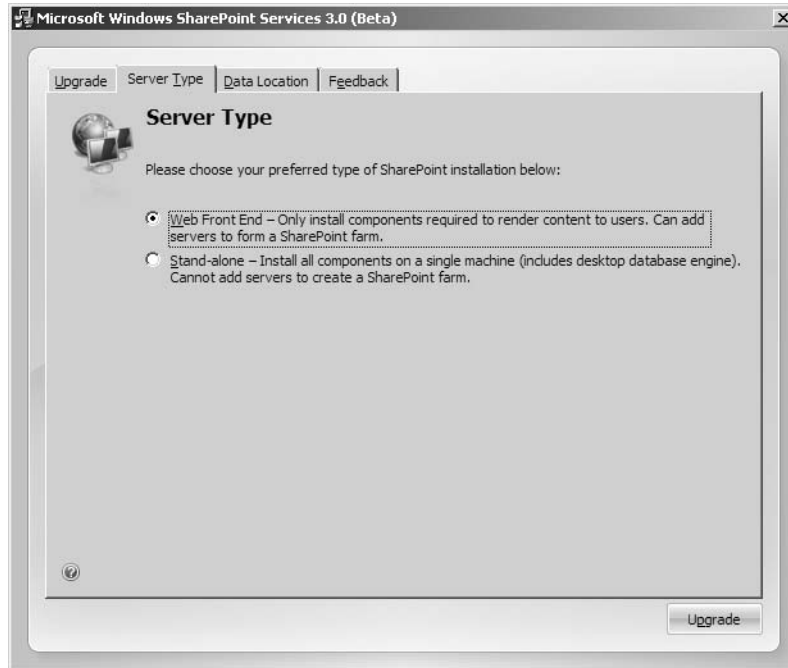 Microsoft Windows SharePoint Services 3.0 (Beta)
Upgrade Server Type Data Location Feedback
Server Type
Please choose your preferred type of SharePoint installation below:
Web Front End – Only install components required to render content to users. Can add
servers to form a SharePoint farm.
Stand-alone – Install all components on a single machine (includes desktop database engine).
Cannot add servers to create a SharePoint farm.
Upgrade